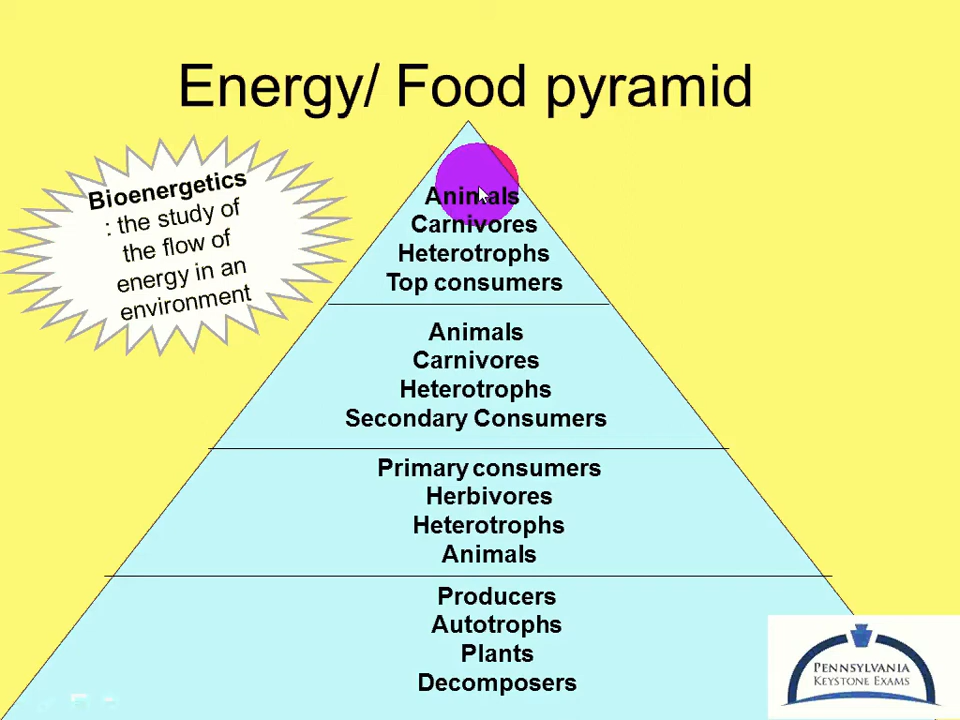 Energy/ Food pyramid
Bioenergetics
: the study of
the flow of
energy in an
environment
Animals
Carnivores
Heterotrophs
Top consumers
Animals
Carnivores
Heterotrophs
Secondary Consumers
Primary consumers
Herbivores
Heterotrophs
Animals
Producers
Autotrophs
Plants
Decomposers
PENNSYLVANIA
KEYSTONE EXAMS